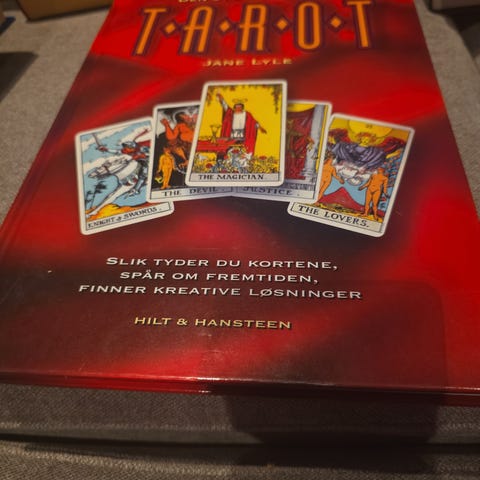 T·A·R·O·T
JANE LYLE
KNIGHT of SWORDS.
THE DEVIL.
THE MAGICIAN.
JUSTICE.
VI
THE LOVERS.
SLIK TYDER DU KORTENE,
SPÅR OM FREMTIDEN,
FINNER KREATIVE LØSNINGER
HILT & HANSTEEN